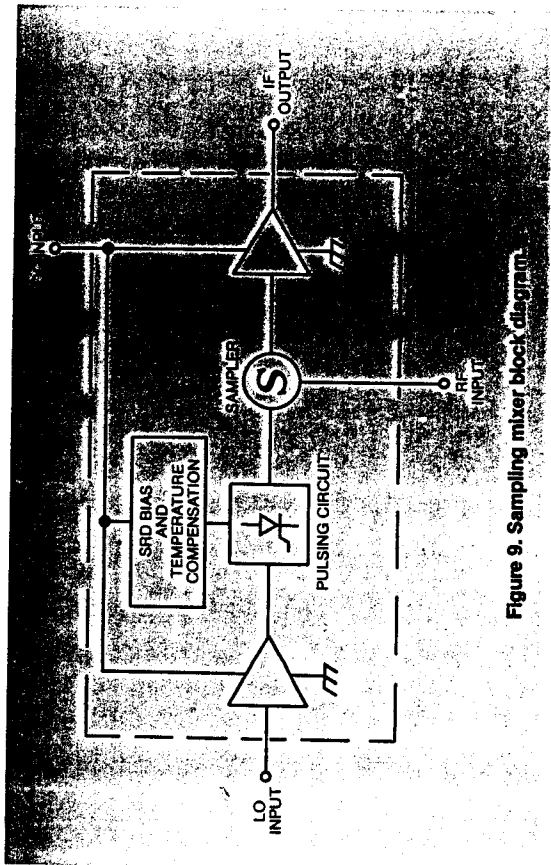 INPUT
SRD BIAS
AND
TEMPERATURE
COMPENSATION
SAMPLER
S
IF
OUTPUT
LO
INPUT
PULSING CIRCUIT
RF
INPUT
Figure 9. Sampling mixer block diagram.